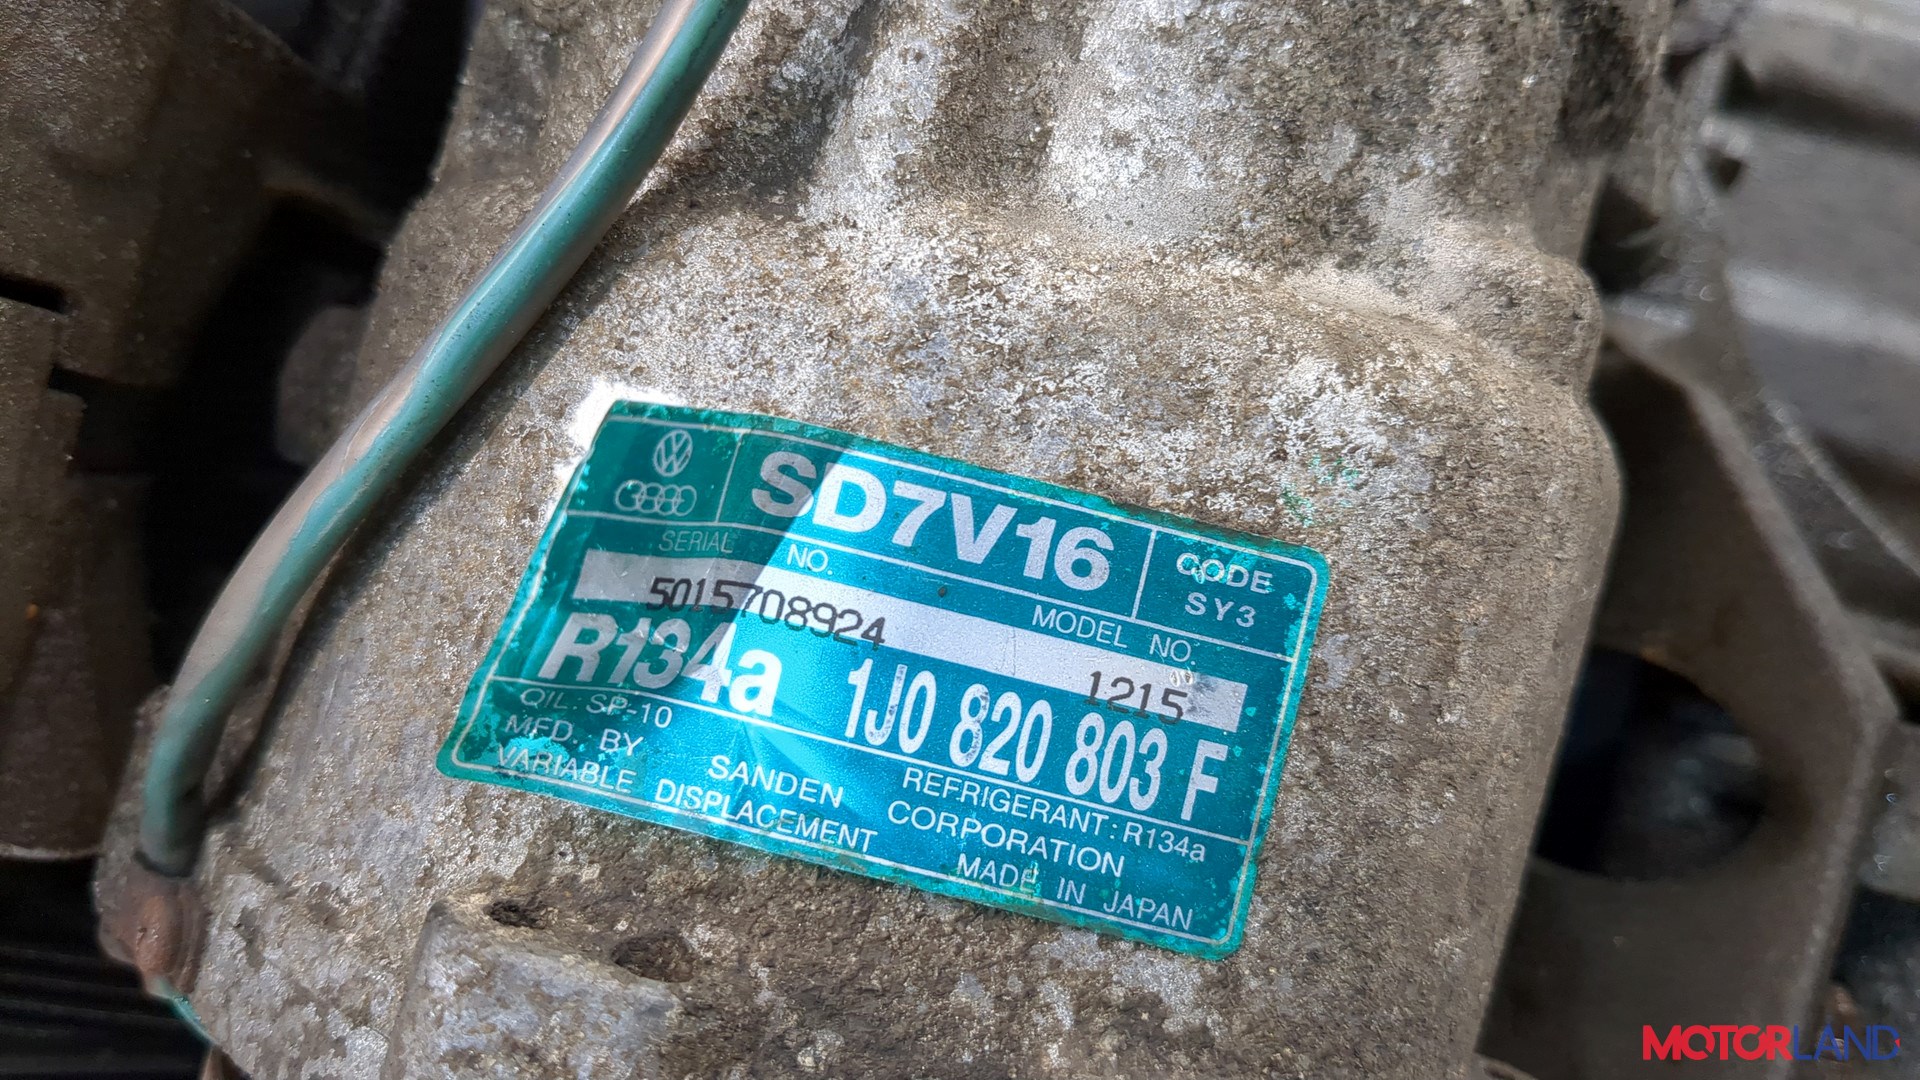 SD7V16
CODE
SY3
SERIAL NO.
MODEL NO.
5015708924
1215
R134a 1J0 820 803 F
OIL: SP-10
REFRIGERANT: R134a
MFD. BY SANDEN CORPORATION
VARIABLE DISPLACEMENT MADE IN JAPAN
MOTORLAND